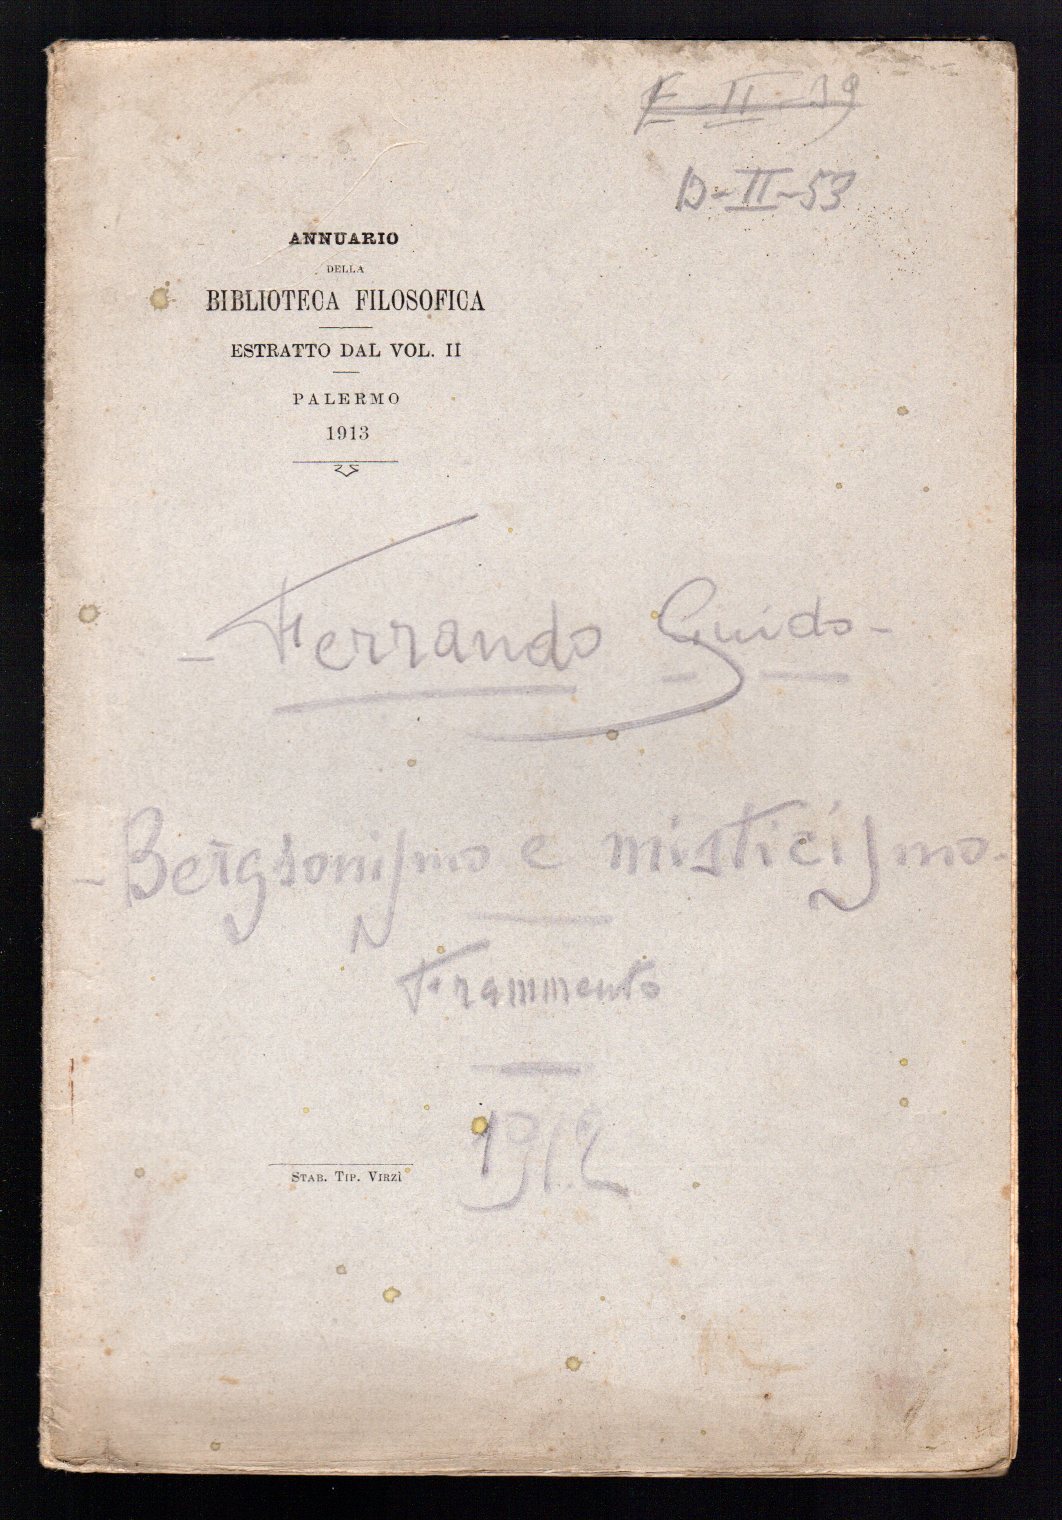 F-II-19
D-II-53
ANNUARIO
DELLA
BIBLIOTECA FILOSOFICA
ESTRATTO DAL VOL. II
PALERMO
1913
- Ferrando Guido -
- Bergsonismo e misticismo -
Frammento
1912
STAB. TIP. VIRZÌ